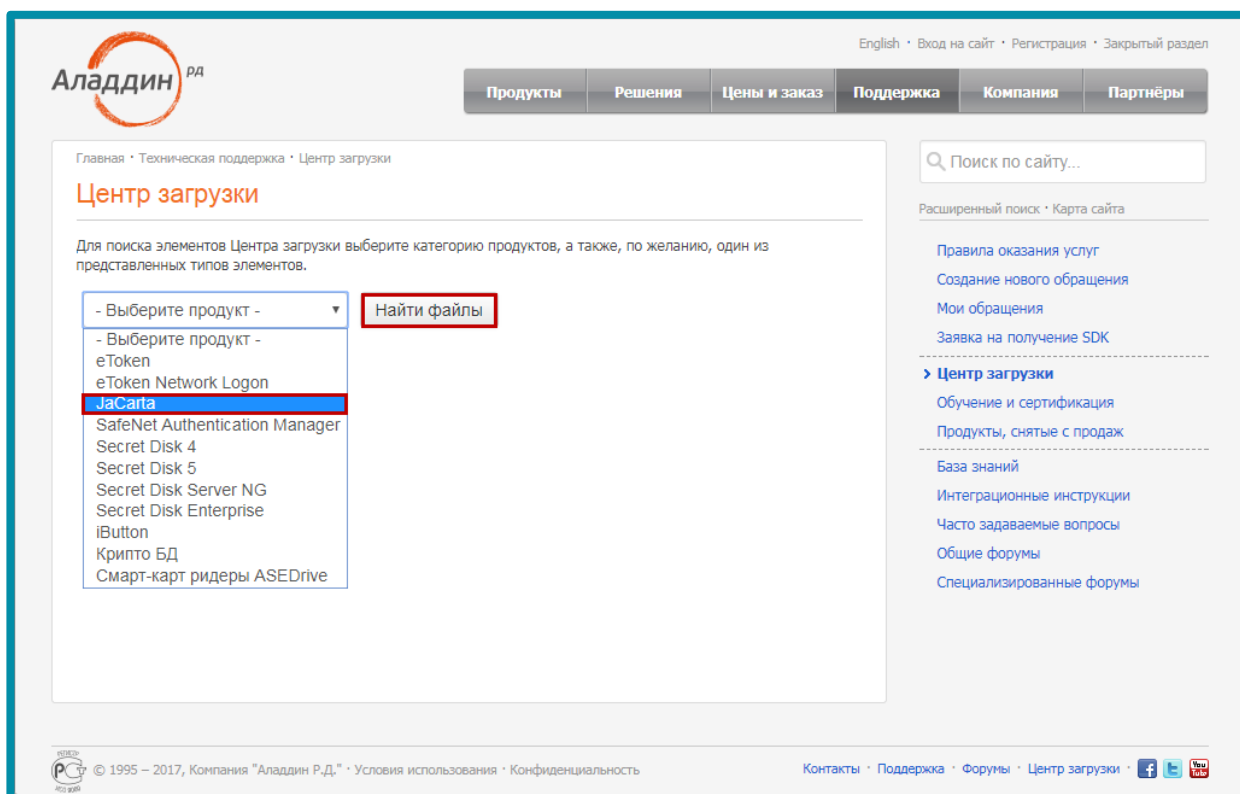 Аладдин РД
English · Вход на сайт · Регистрация · Закрытый раздел
Продукты Решения Цены и заказ Поддержка Компания Партнёры
Главная · Техническая поддержка · Центр загрузки
Центр загрузки
Для поиска элементов Центра загрузки выберите категорию продуктов, а также, по желанию, один из
представленных типов элементов.
- Выберите продукт -
Найти файлы
- Выберите продукт -
eToken
eToken Network Logon
JaCarta
SafeNet Authentication Manager
Secret Disk 4
Secret Disk 5
Secret Disk Server NG
Secret Disk Enterprise
iButton
Крипто БД
Смарт-карт ридеры ASEDrive
Поиск по сайту...
Расширенный поиск · Карта сайта
Правила оказания услуг
Создание нового обращения
Мои обращения
Заявка на получение SDK
Центр загрузки
Обучение и сертификация
Продукты, снятые с продаж
База знаний
Интеграционные инструкции
Часто задаваемые вопросы
Общие форумы
Специализированные форумы
© 1995 – 2017, Компания "Аладдин Р.Д." · Условия использования · Конфиденциальность
Контакты · Поддержка · Форумы · Центр загрузки ·
You Tube